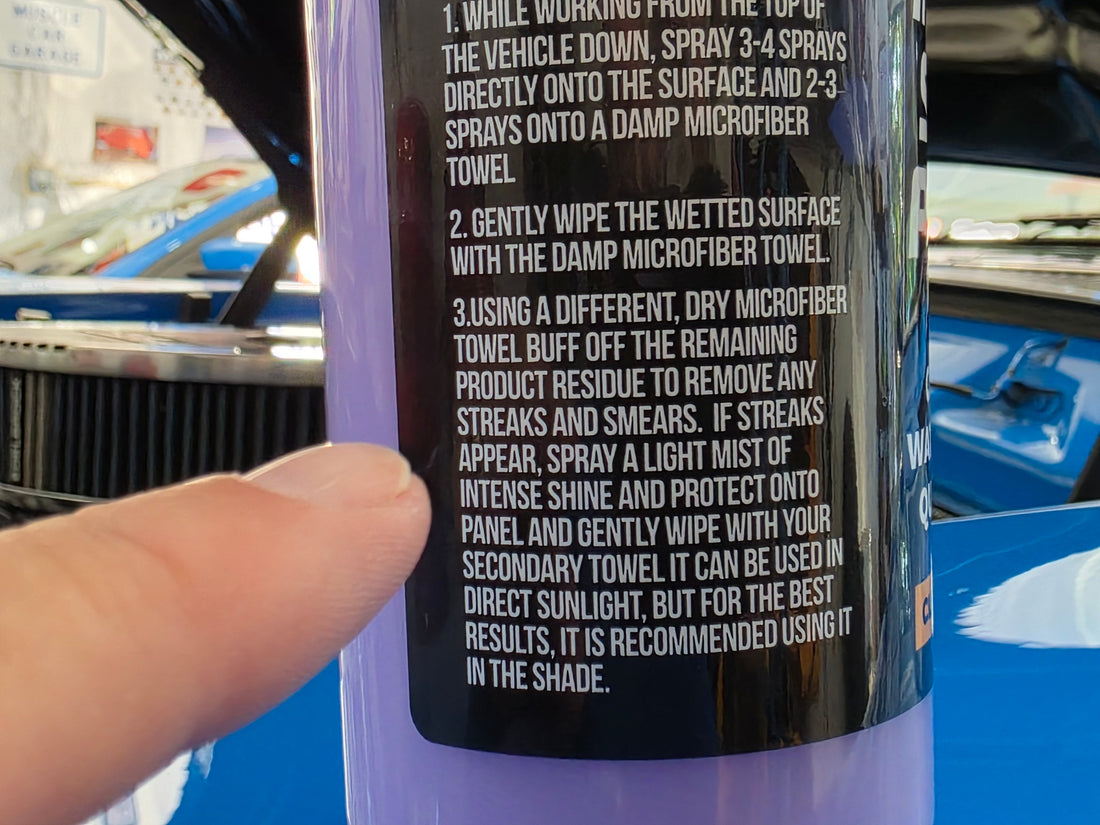 MUSCLE
CAR
GARAGE
1. WHILE WORKING FROM THE TOP OF
THE VEHICLE DOWN, SPRAY 3-4 SPRAYS
DIRECTLY ONTO THE SURFACE AND 2-3
SPRAYS ONTO A DAMP MICROFIBER
TOWEL
2. GENTLY WIPE THE WETTED SURFACE
WITH THE DAMP MICROFIBER TOWEL.
3.USING A DIFFERENT, DRY MICROFIBER
TOWEL BUFF OFF THE REMAINING
PRODUCT RESIDUE TO REMOVE ANY
STREAKS AND SMEARS. IF STREAKS
APPEAR, SPRAY A LIGHT MIST OF
INTENSE SHINE AND PROTECT ONTO
PANEL AND GENTLY WIPE WITH YOUR
SECONDARY TOWEL IT CAN BE USED IN
DIRECT SUNLIGHT, BUT FOR THE BEST
RESULTS, IT IS RECOMMENDED USING IT
IN THE SHADE.